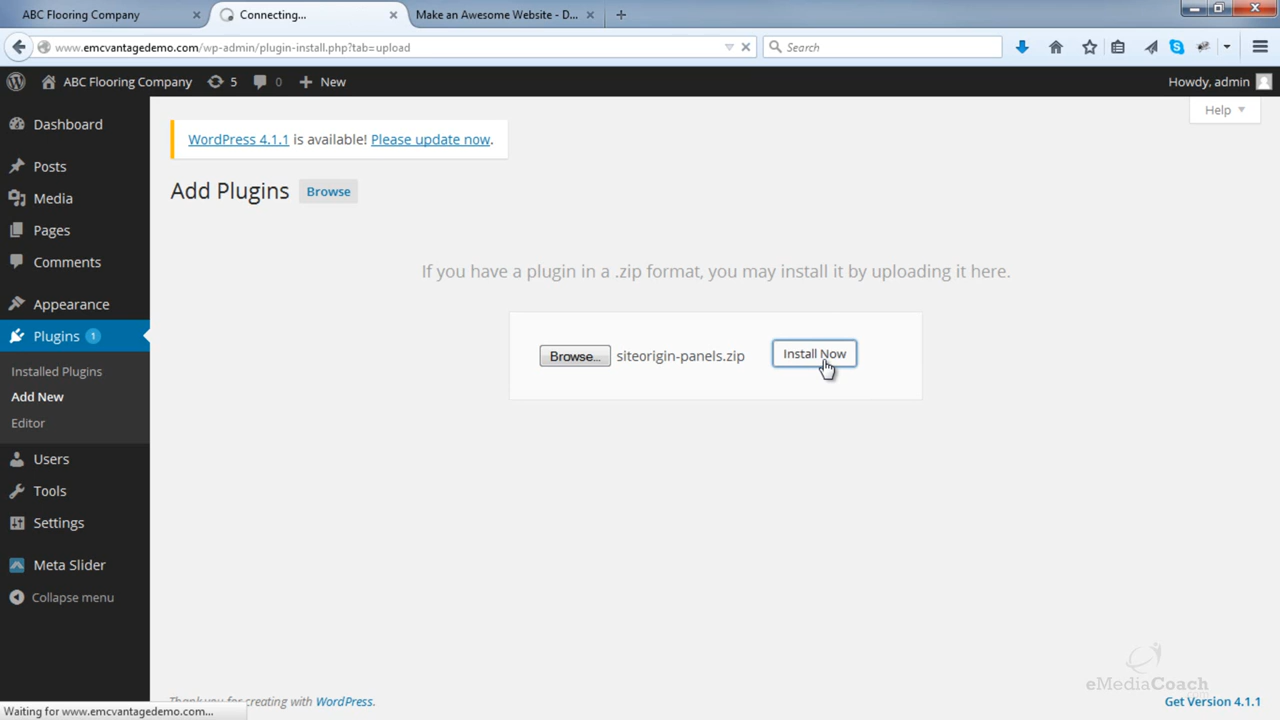 ABC Flooring Company
Connecting...
Make an Awesome Website - D...
www.emcvantagedemo.com/wp-admin/plugin-install.php?tab=upload
Search
ABC Flooring Company
5
0
New
Howdy, admin
Help
Dashboard
Posts
Media
Pages
Comments
Appearance
Plugins 1
Installed Plugins
Add New
Editor
Users
Tools
Settings
Meta Slider
Collapse menu
WordPress 4.1.1 is available! Please update now.
Add Plugins Browse
If you have a plugin in a .zip format, you may install it by uploading it here.
Browse... siteorigin-panels.zip Install Now
eMediaCoach
Thank you for creating with WordPress.
Get Version 4.1.1
Waiting for www.emcvantagedemo.com...